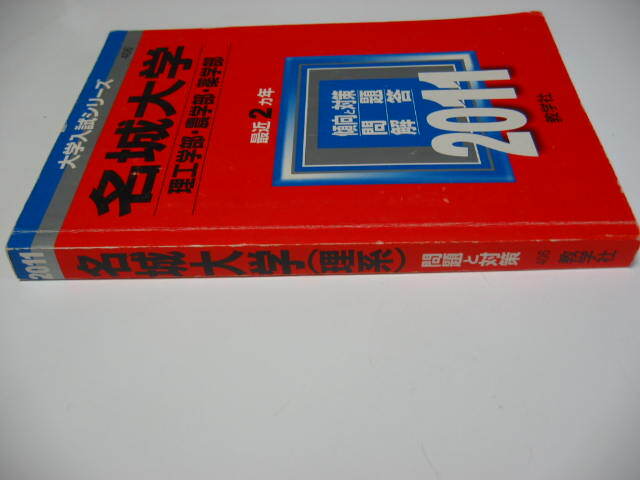 大学入試シリーズ
406
名城大学
理工学部・農学部・薬学部
最近2カ年
傾向と対策
問題
解答
2011
教学社
2011
名城大学(理系)
問題と対策
406
教学社